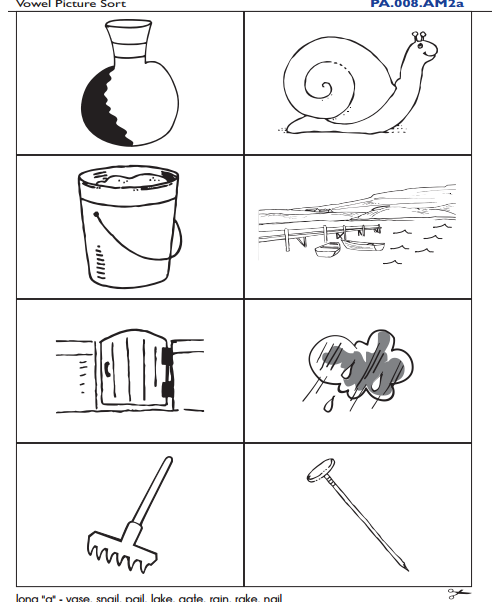 Vowel Picture Sort
PA.008.AM2a
long "a" - vase, snail, pail, lake, gate, rain, rake, nail